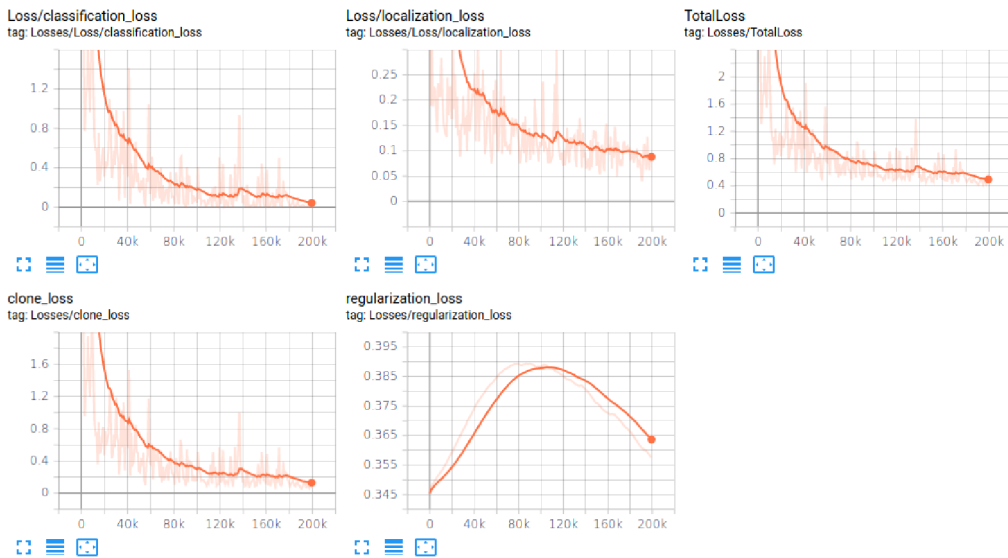 Loss/classification_loss
tag: Losses/Loss/classification_loss
1.2
0.8
0.4
0
0 40k 80k 120k 160k 200k
Loss/localization_loss
tag: Losses/Loss/localization_loss
0.25
0.2
0.15
0.1
0.05
0
0 40k 80k 120k 160k 200k
TotalLoss
tag: Losses/TotalLoss
2
1.6
1.2
0.8
0.4
0
0 40k 80k 120k 160k 200k
clone_loss
tag: Losses/clone_loss
1.6
1.2
0.8
0.4
0
0 40k 80k 120k 160k 200k
regularization_loss
tag: Losses/regularization_loss
0.395
0.385
0.375
0.365
0.355
0.345
0 40k 80k 120k 160k 200k